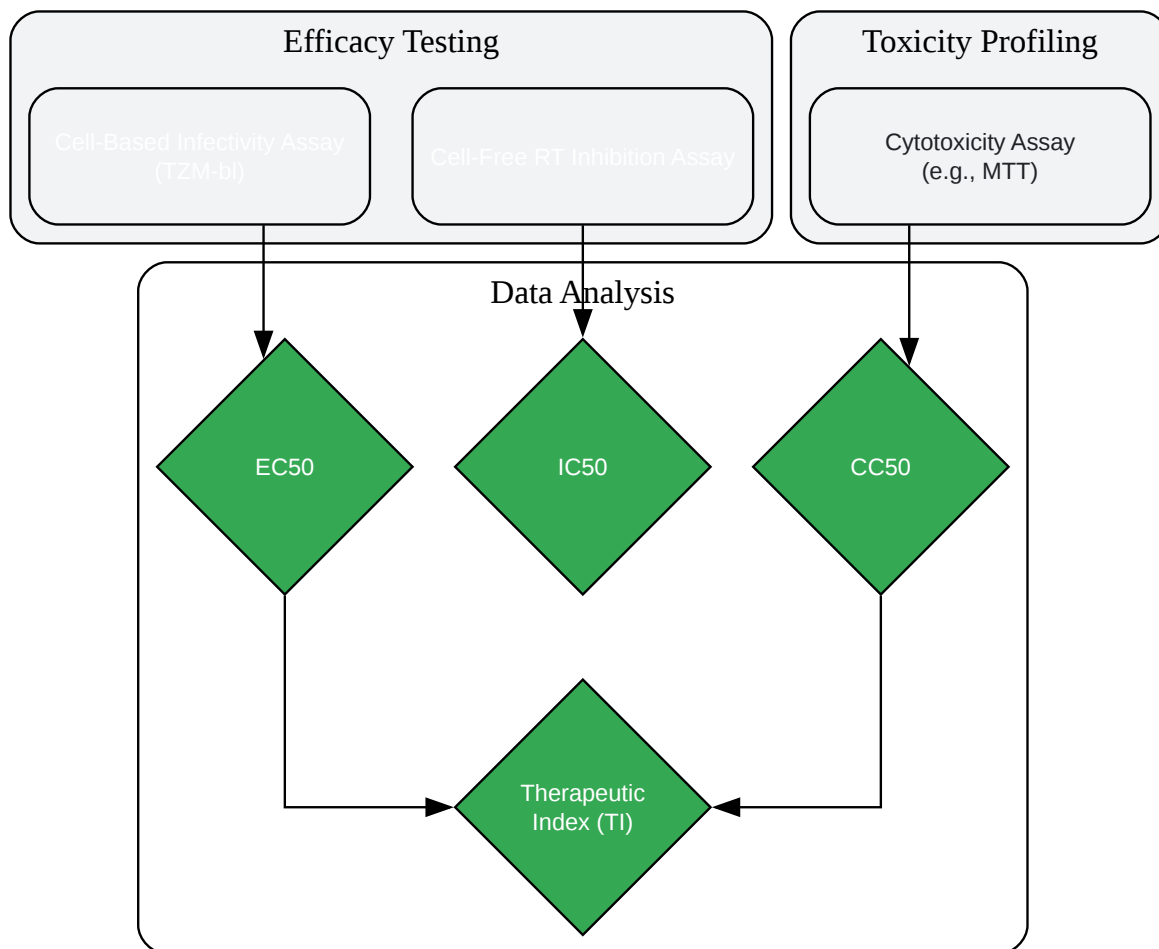 Efficacy Testing
Toxicity Profiling
Cell-Based Infectivity Assay
(TZM-bl)
Cell-Free RT Inhibition Assay
Cytotoxicity Assay
(e.g., MTT)
Data Analysis
EC50
IC50
CC50
Therapeutic
Index (TI)